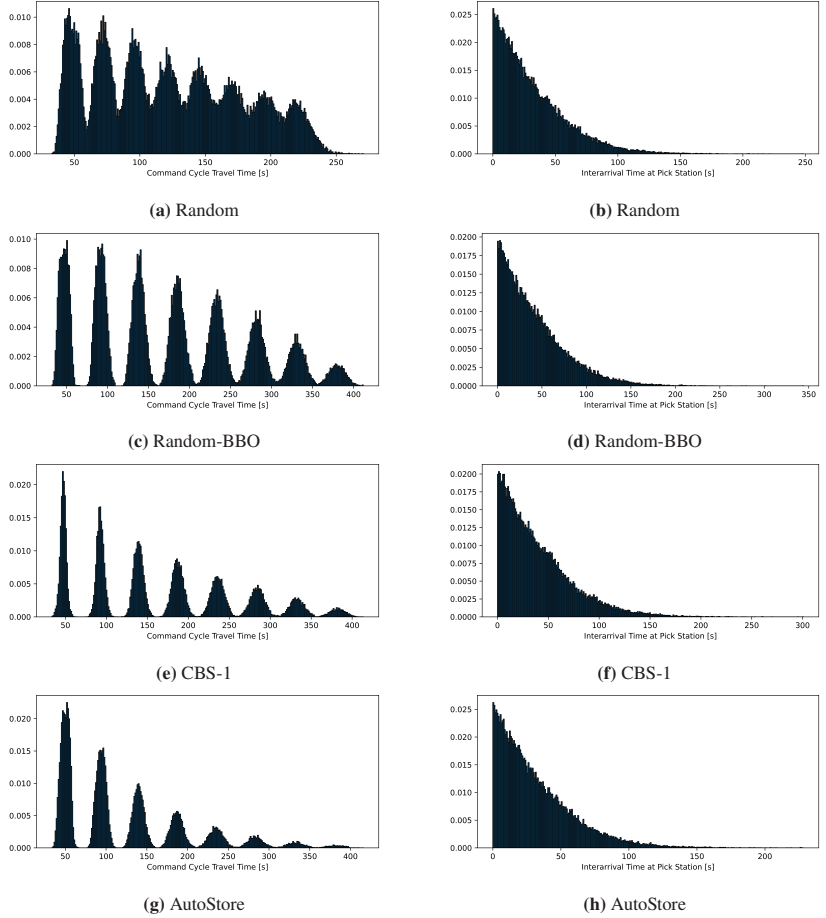 0.010
0.008
0.006
0.004
0.002
0.000
50 100 150 200 250
Command Cycle Travel Time [s]
(a) Random
0.025
0.020
0.015
0.010
0.005
0.000
0 50 100 150 200 250
Interarrival Time at Pick Station [s]
(b) Random
0.010
0.008
0.006
0.004
0.002
0.000
50 100 150 200 250 300 350 400
Command Cycle Travel Time [s]
(c) Random-BBO
0.0200
0.0175
0.0150
0.0125
0.0100
0.0075
0.0050
0.0025
0.0000
0 50 100 150 200 250 300 350
Interarrival Time at Pick Station [s]
(d) Random-BBO
0.020
0.015
0.010
0.005
0.000
50 100 150 200 250 300 350 400
Command Cycle Travel Time [s]
(e) CBS-1
0.0200
0.0175
0.0150
0.0125
0.0100
0.0075
0.0050
0.0025
0.0000
0 50 100 150 200 250 300
Interarrival Time at Pick Station [s]
(f) CBS-1
0.020
0.015
0.010
0.005
0.000
50 100 150 200 250 300 350 400
Command Cycle Travel Time [s]
(g) AutoStore
0.025
0.020
0.015
0.010
0.005
0.000
0 50 100 150 200
Interarrival Time at Pick Station [s]
(h) AutoStore